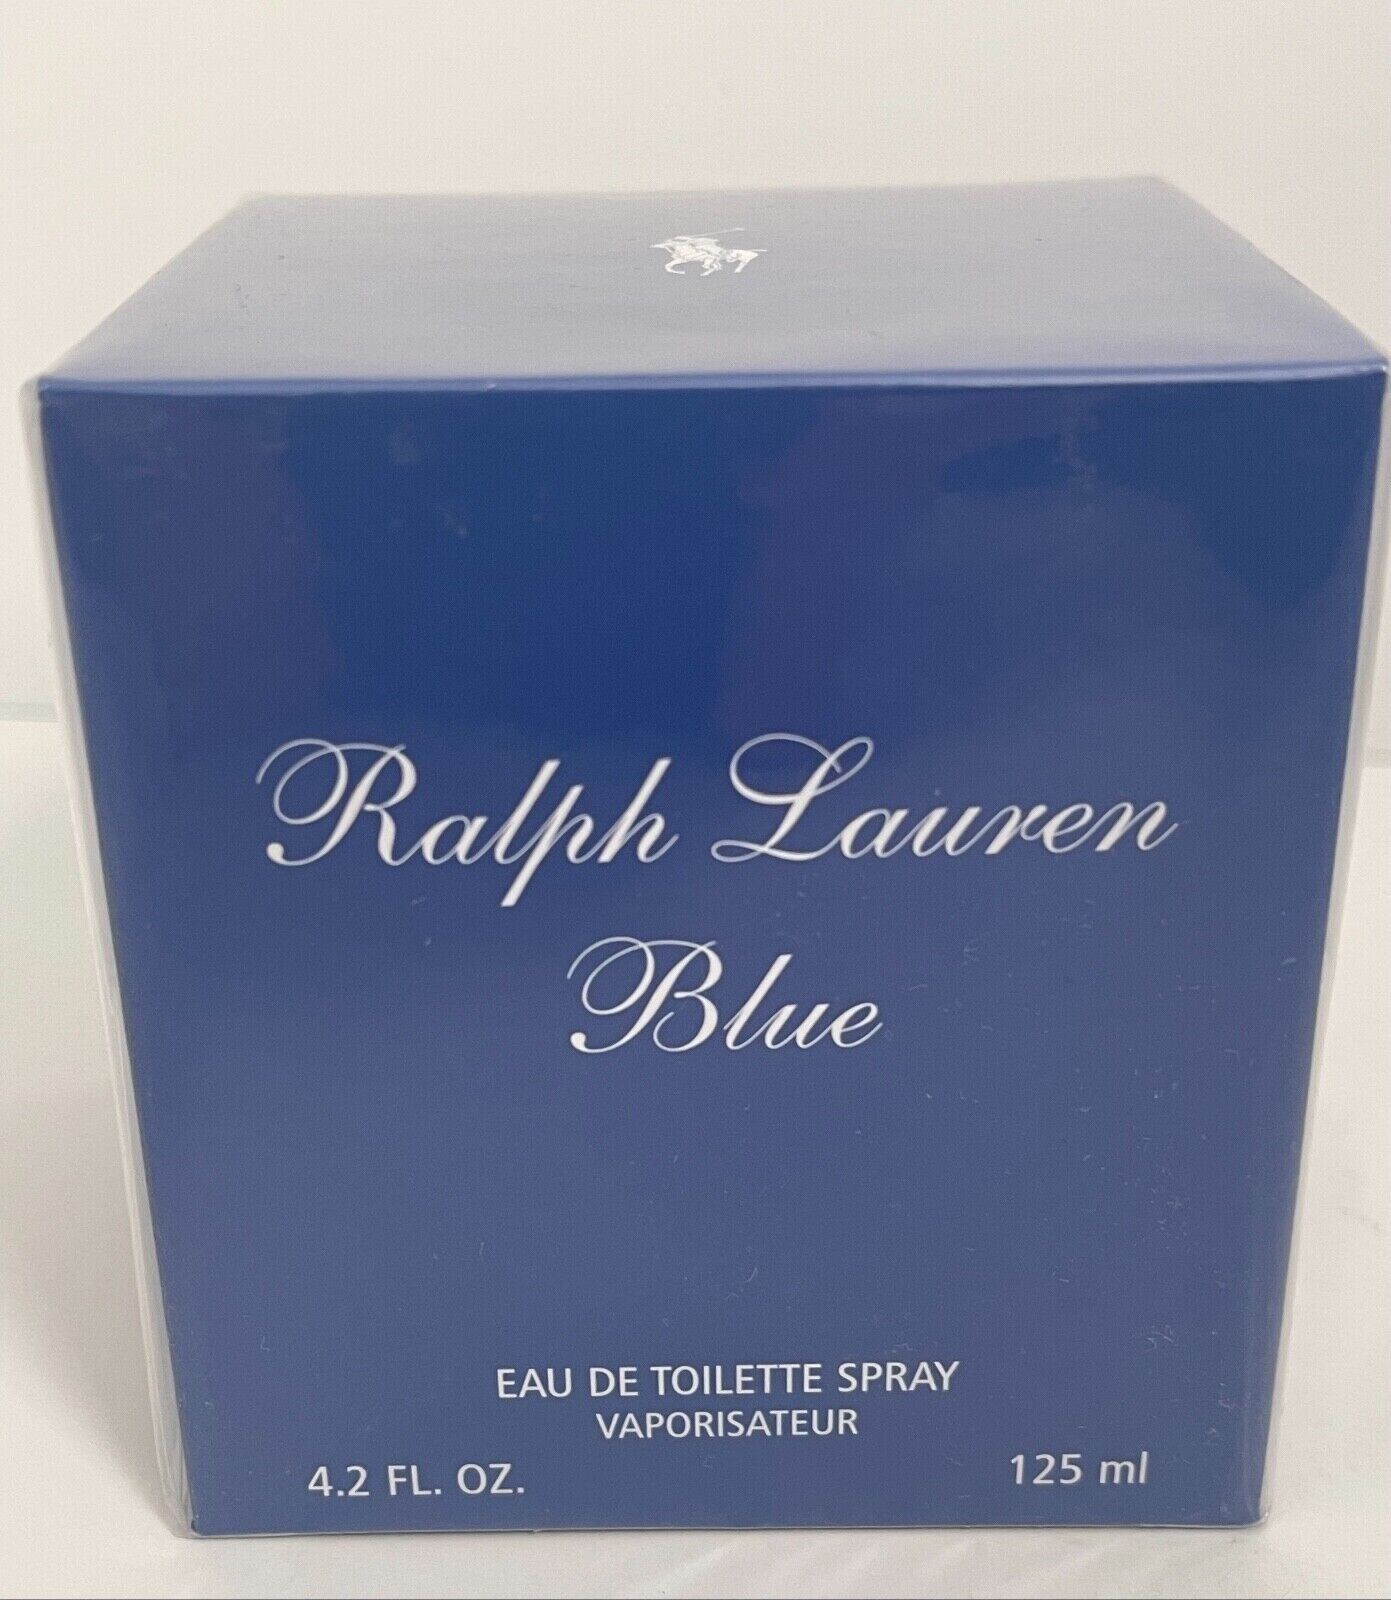 Ralph Lauren
Blue
EAU DE TOILETTE SPRAY
VAPORISATEUR
4.2 FL. OZ. 125 ml